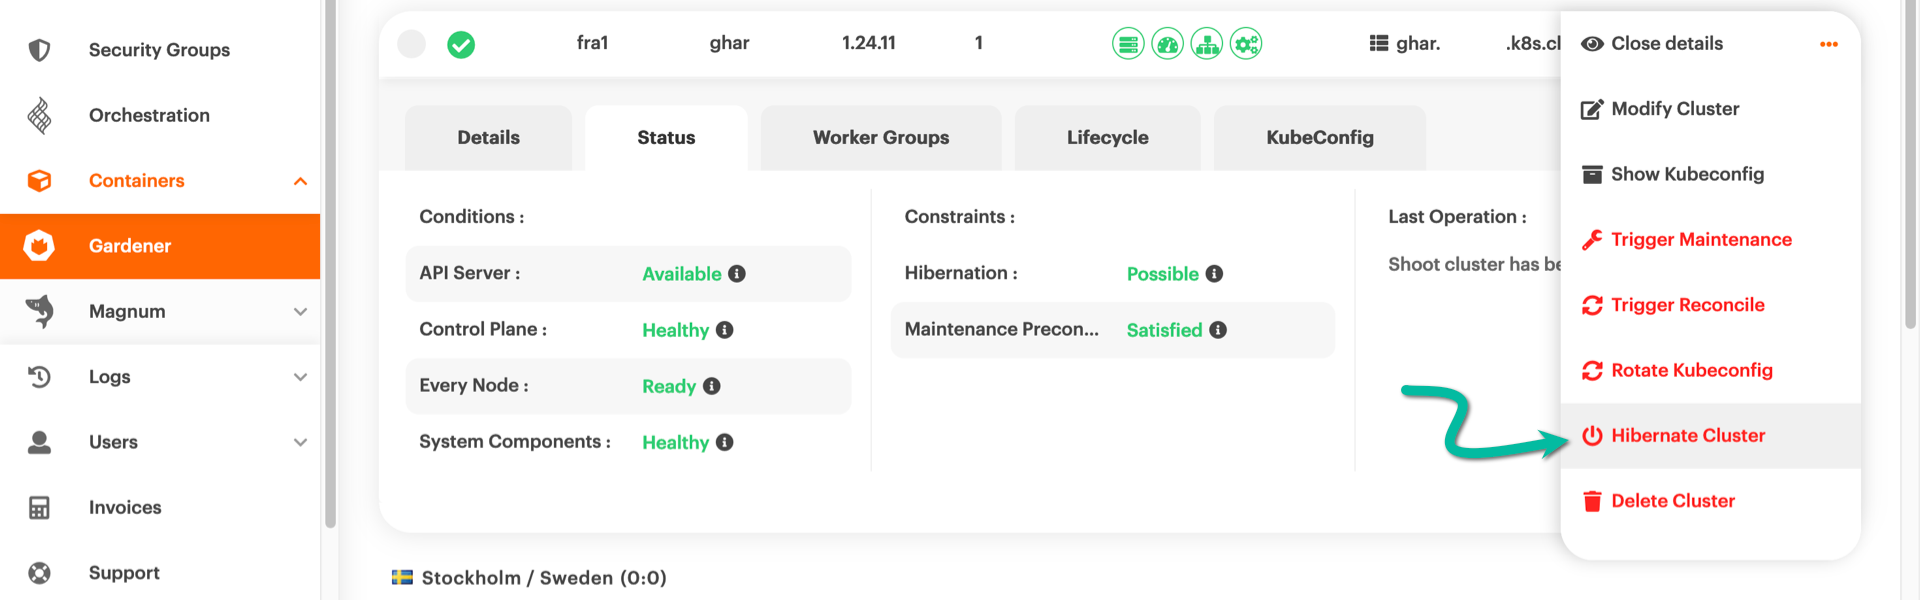 Security Groups
Orchestration
Containers
Gardener
Magnum
Logs
Users
Invoices
Support
fra1 ghar 1.24.11 1 ghar. .k8s.cl
Details Status Worker Groups Lifecycle KubeConfig
Conditions :
API Server : Available
Control Plane : Healthy
Every Node : Ready
System Components : Healthy
Constraints :
Hibernation : Possible
Maintenance Precon... Satisfied
Last Operation :
Shoot cluster has be
Close details
Modify Cluster
Show Kubeconfig
Trigger Maintenance
Trigger Reconcile
Rotate Kubeconfig
Hibernate Cluster
Delete Cluster
Stockholm / Sweden (0:0)